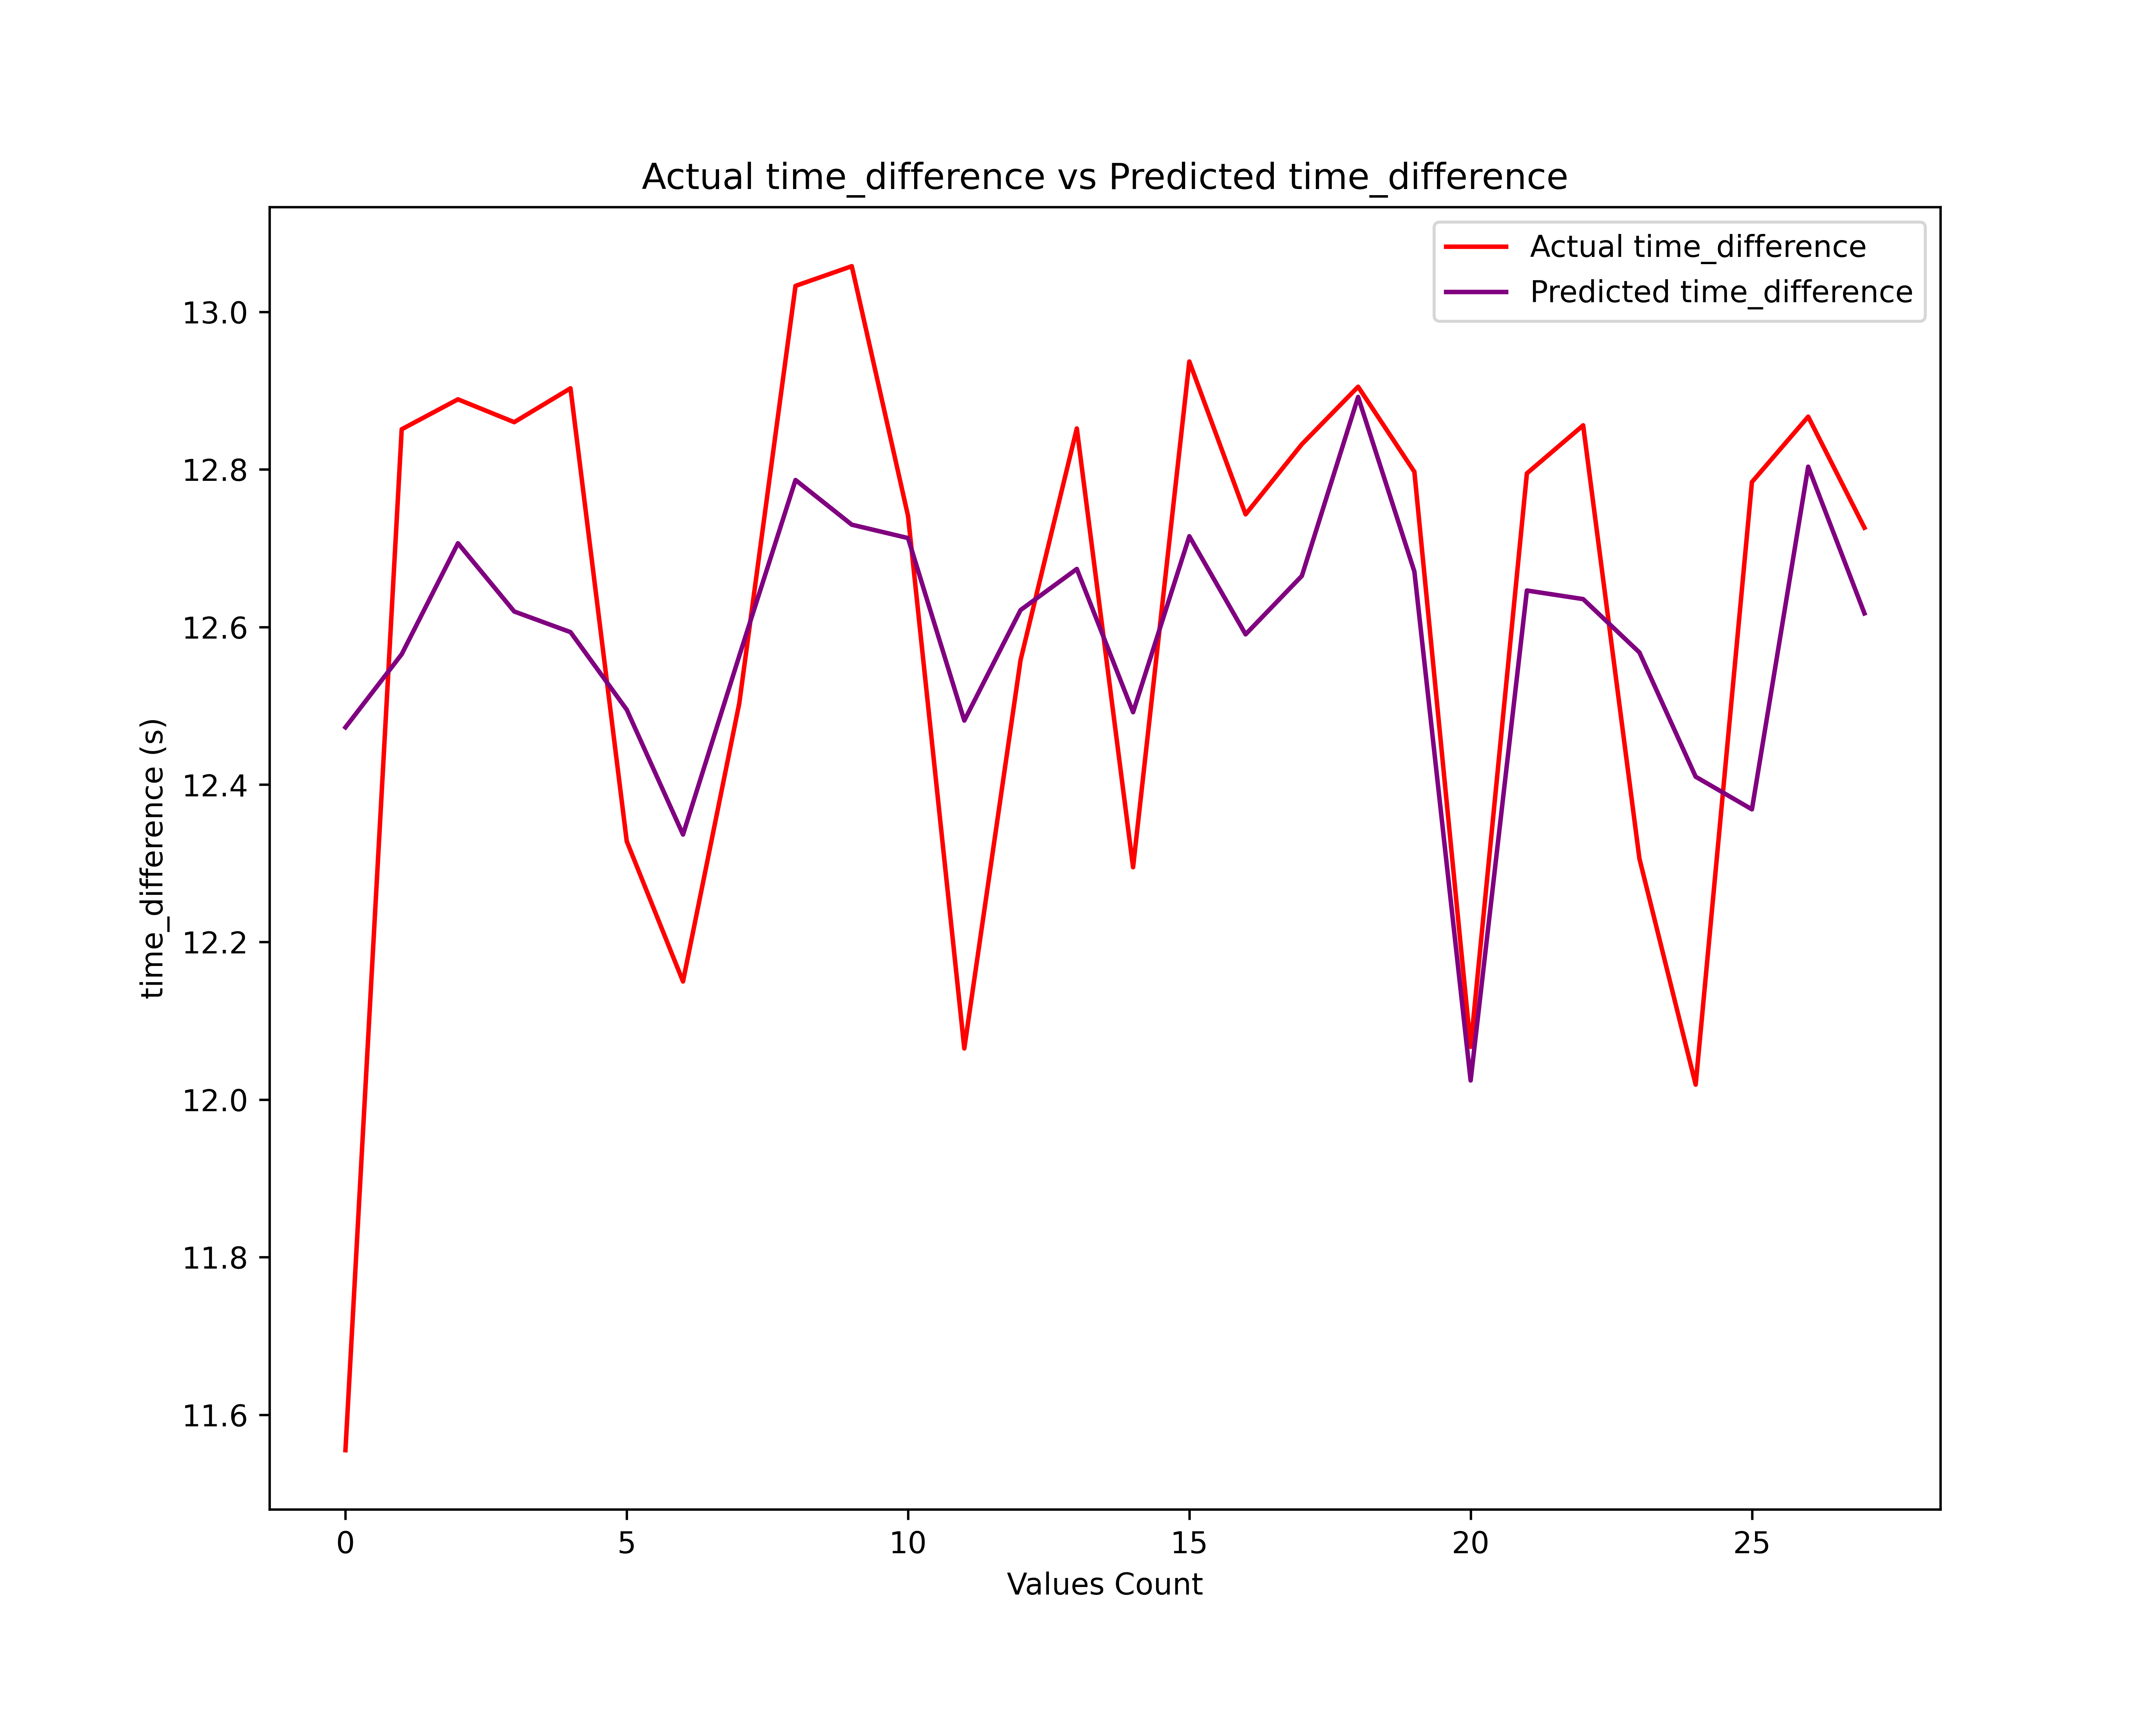 Actual time_difference vs Predicted time_difference
Actual time_difference
Predicted time_difference
13.0
12.8
12.6
12.4
12.2
12.0
11.8
11.6
time_difference (s)
0 5 10 15 20 25
Values Count